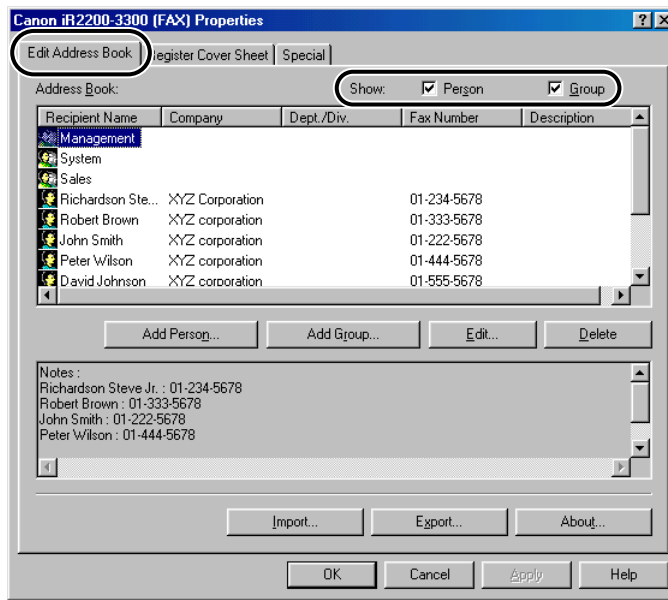 Canon iR2200-3300 (FAX) Properties
Edit Address Book Register Cover Sheet Special
Address Book: Show: Person Group
Recipient Name Company Dept./Div. Fax Number Description
Management
System
Sales
Richardson Ste... XYZ Corporation 01-234-5678
Robert Brown XYZ corporation 01-333-5678
John Smith XYZ corporation 01-222-5678
Peter Wilson XYZ corporation 01-444-5678
David Johnson XYZ corporation 01-555-5678
Add Person... Add Group... Edit... Delete
Notes :
Richardson Steve Jr. : 01-234-5678
Robert Brown : 01-333-5678
John Smith : 01-222-5678
Peter Wilson : 01-444-5678
Import... Export... About...
OK Cancel Apply Help